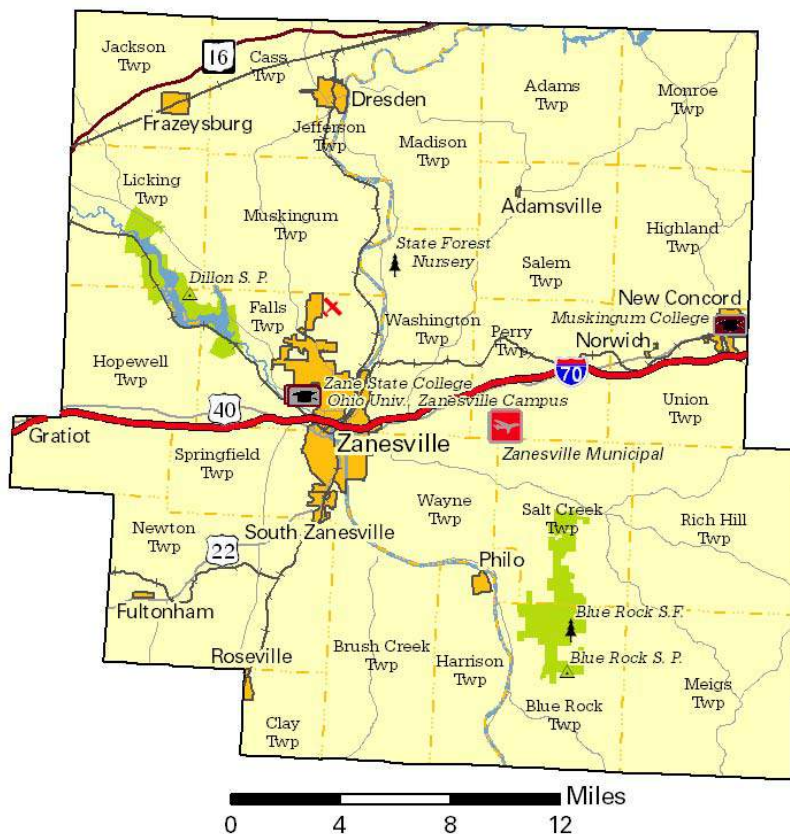 Jackson
Twp
16
Cass
Twp
Adams
Twp
Monroe
Twp
Dresden
Frazeysburg
Jefferson
Twp
Madison
Twp
Licking
Twp
Adamsville
Muskingum
Twp
Highland
Twp
State Forest
Nursery
Salem
Twp
Dillon S. P.
Falls
Twp
New Concord
Muskingum College
Washington
Twp
Perry
Twp
Norwich
Hopewell
Twp
70
Zane State College
Ohio Univ. Zanesville Campus
40
Union
Twp
Gratiot
Zanesville
Zanesville Municipal
Springfield
Twp
Wayne
Twp
Salt Creek
Twp
Rich Hill
Twp
Newton
Twp
South Zanesville
22
Philo
Fultonham
Blue Rock S.F.
Roseville
Brush Creek
Twp
Harrison
Twp
Blue Rock S. P.
Meigs
Twp
Blue Rock
Twp
Clay
Twp
Miles
0 4 8 12